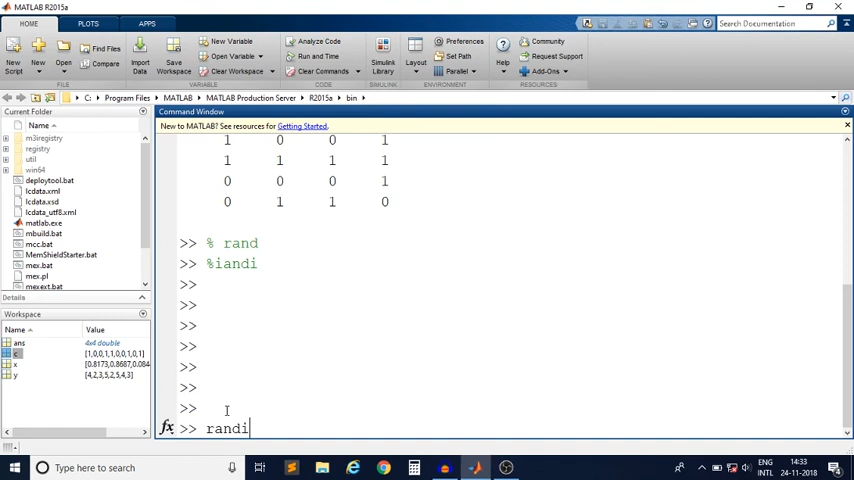 MATLAB R2015a
HOME PLOTS APPS
Search Documentation
New Script
New
Open
Find Files
Compare
Import Data
Save Workspace
New Variable
Open Variable
Clear Workspace
Analyze Code
Run and Time
Clear Commands
Simulink Library
Layout
Preferences
Set Path
Parallel
Help
Community
Request Support
Add-Ons
FILE VARIABLE CODE SIMULINK ENVIRONMENT RESOURCES
C: Program Files MATLAB MATLAB Production Server R2015a bin
Current Folder
Name
m3iregistry
registry
util
win64
deploytool.bat
lcdata.xml
lcdata.xsd
lcdata_utf8.xml
matlab.exe
mbuild.bat
mcc.bat
MemShieldStarter.bat
mex.bat
mex.pl
mexext.bat
Details
Workspace
Name Value
ans 4x4 double
c [1,0,0,1,1,0,0,1,0,1]
x [0.8173,0.8687,0.084
y [4,2,3,5,2,5,4,3]
Command Window
New to MATLAB? See resources for Getting Started.
1 0 0 1
1 1 1 1
0 0 0 1
0 1 1 0
>> % rand
>> %iandi
>>
>>
>>
>>
>>
>>
>>
fx >> randi
Type here to search
ENG
INTL
14:33
24-11-2018
4